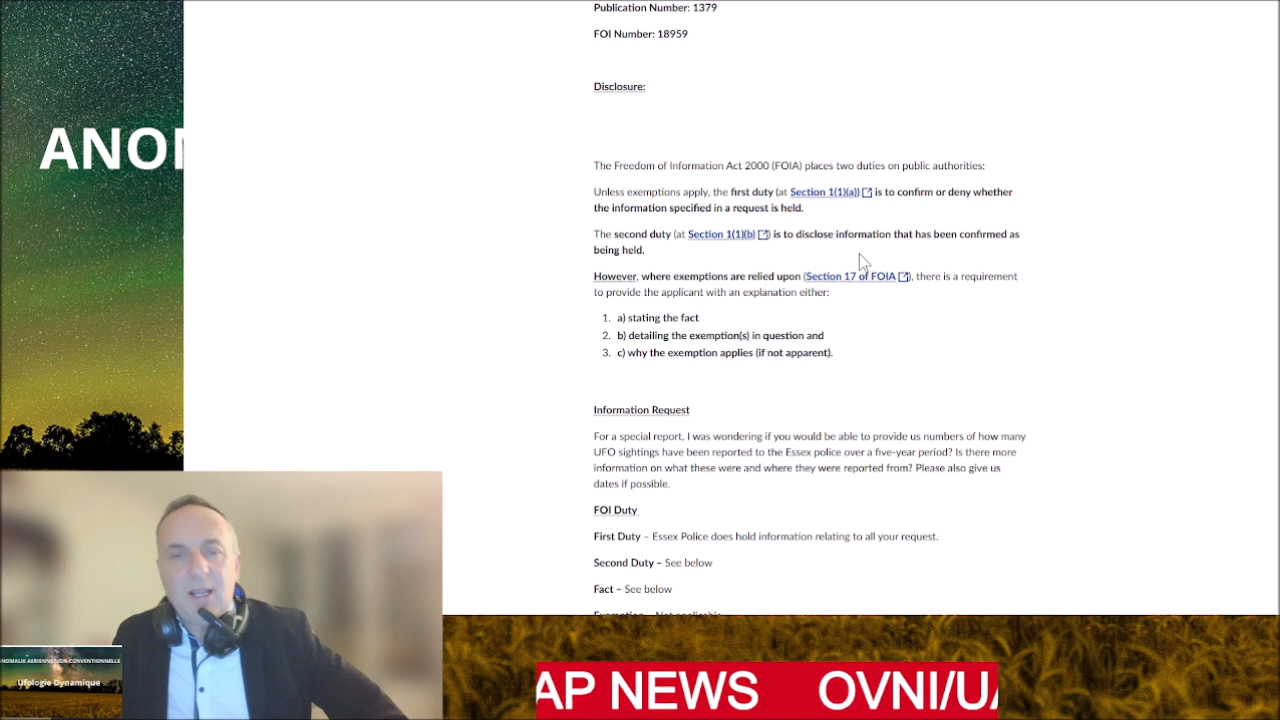 Publication Number: 1379
FOI Number: 18959
Disclosure:
ANO
The Freedom of Information Act 2000 (FOIA) places two duties on public authorities:
Unless exemptions apply, the first duty (at Section 1(1)(a)) is to confirm or deny whether
the information specified in a request is held.
The second duty (at Section 1(1)(b) ) is to disclose information that has been confirmed as
being held.
However, where exemptions are relied upon (Section 17 of FOIA ), there is a requirement
to provide the applicant with an explanation either:
1. a) stating the fact
2. b) detailing the exemption(s) in question and
3. c) why the exemption applies (if not apparent).
Information Request
For a special report, I was wondering if you would be able to provide us numbers of how many
UFO sightings have been reported to the Essex police over a five-year period? Is there more
information on what these were and where they were reported from? Please also give us
dates if possible.
FOI Duty
First Duty – Essex Police does hold information relating to all your request.
Second Duty – See below
Fact – See below
NOMALIE AERIENNE NON CONVENTIONNELLE
Ufologie Dynamique
AP NEWS OVNI/U